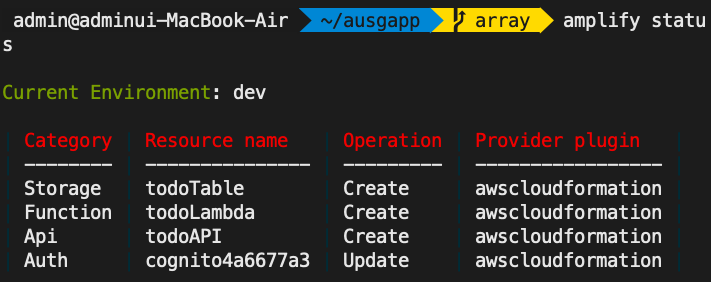 admin@adminui-MacBook-Air ~/ausgapp array amplify statu
s
Current Environment: dev
Category | Resource name | Operation | Provider plugin
-------- | --------------- | --------- | -----------------
Storage | todoTable | Create | awscloudformation
Function | todoLambda | Create | awscloudformation
Api | todoAPI | Create | awscloudformation
Auth | cognito4a6677a3 | Update | awscloudformation